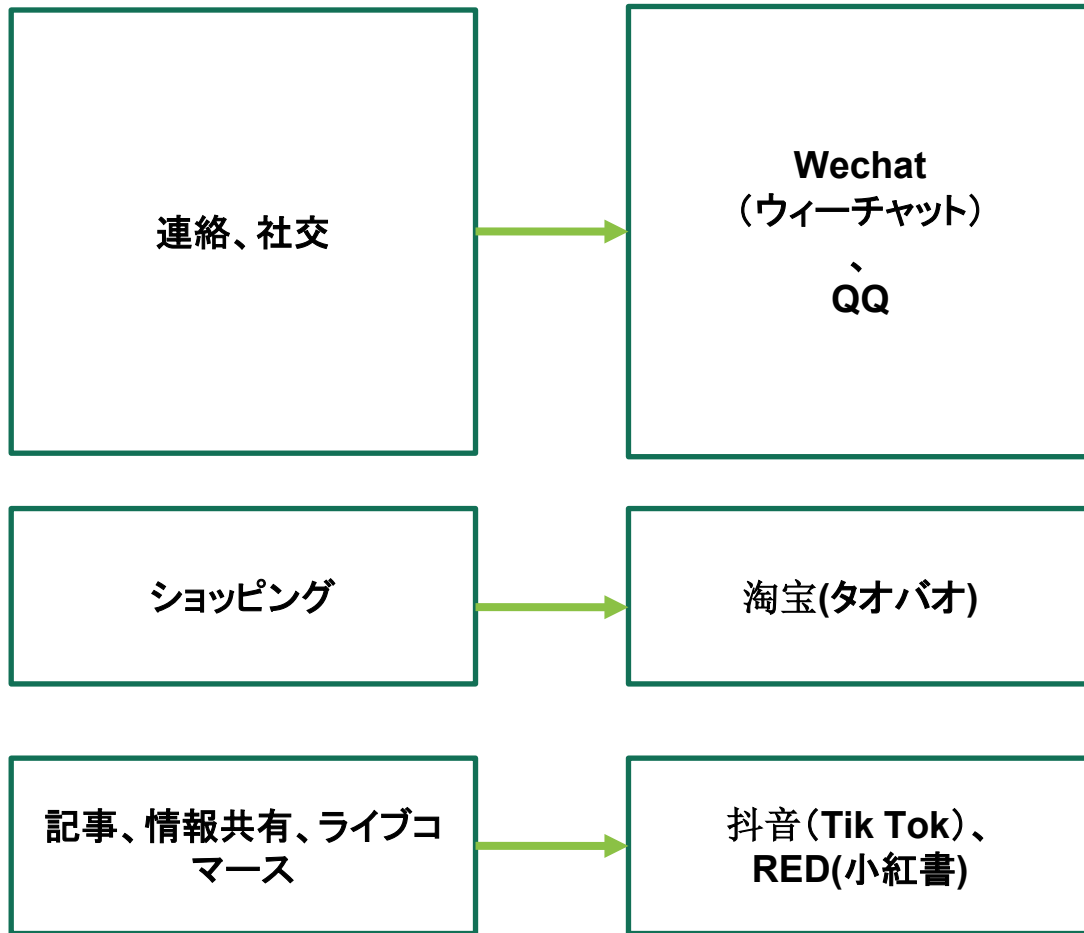 連絡、社交
Wechat
（ウィーチャット）
、
QQ
ショッピング
淘宝(タオバオ)
記事、情報共有、ライブコ
マース
抖音（Tik Tok）、
RED(小紅書)